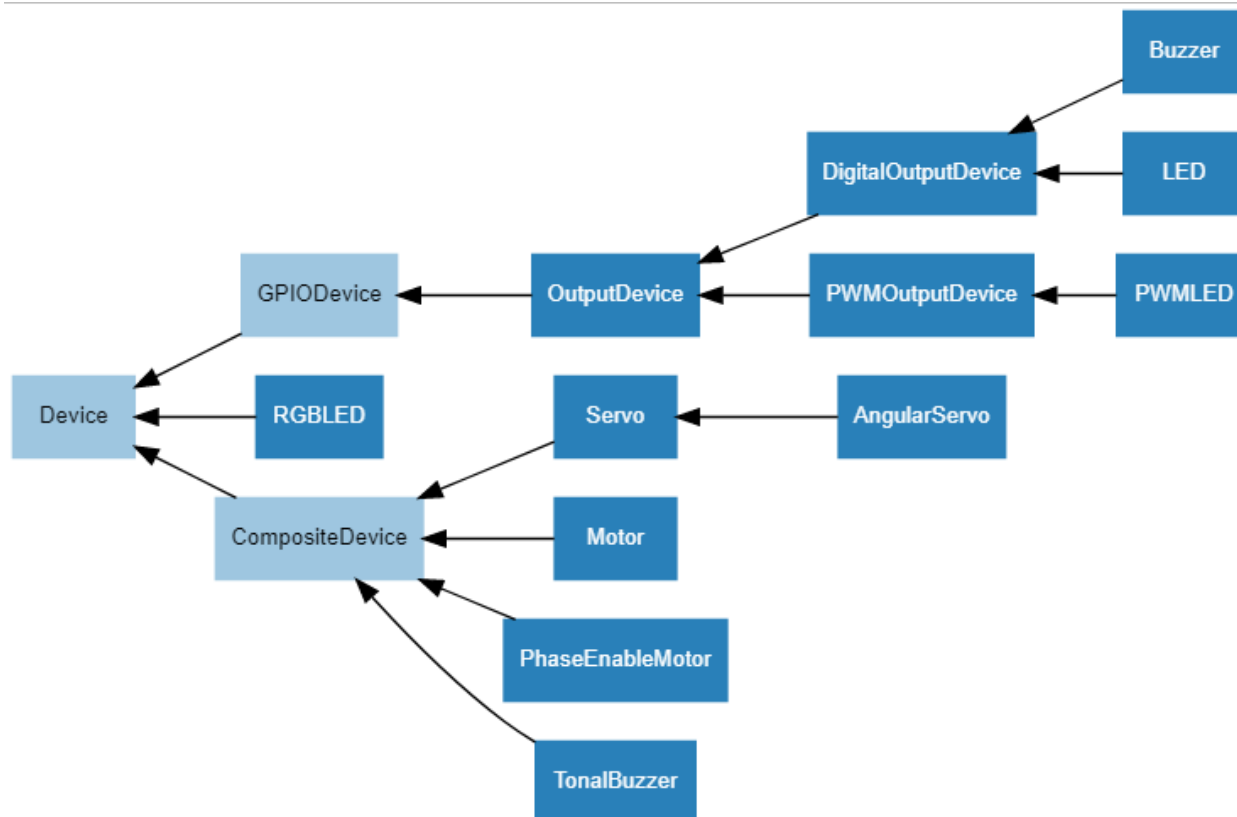 Buzzer
DigitalOutputDevice
LED
GPIODevice
OutputDevice
PWMOutputDevice
PWMLED
Device
RGBLED
Servo
AngularServo
CompositeDevice
Motor
PhaseEnableMotor
TonalBuzzer